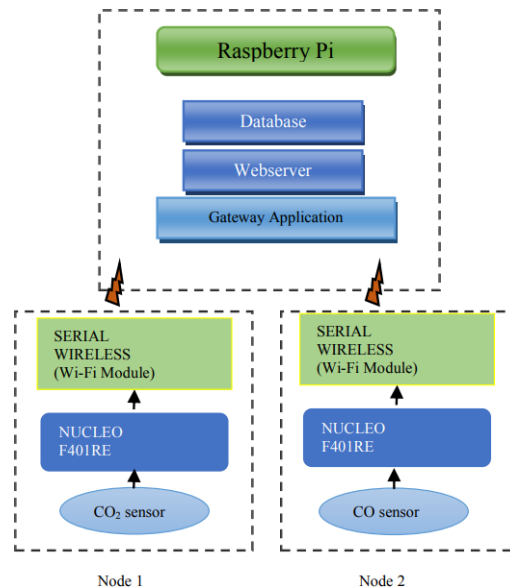 Raspberry Pi
Database
Webserver
Gateway Application
SERIAL
WIRELESS
(Wi-Fi Module)
NUCLEO
F401RE
CO₂ sensor
Node 1
SERIAL
WIRELESS
(Wi-Fi Module)
NUCLEO
F401RE
CO sensor
Node 2